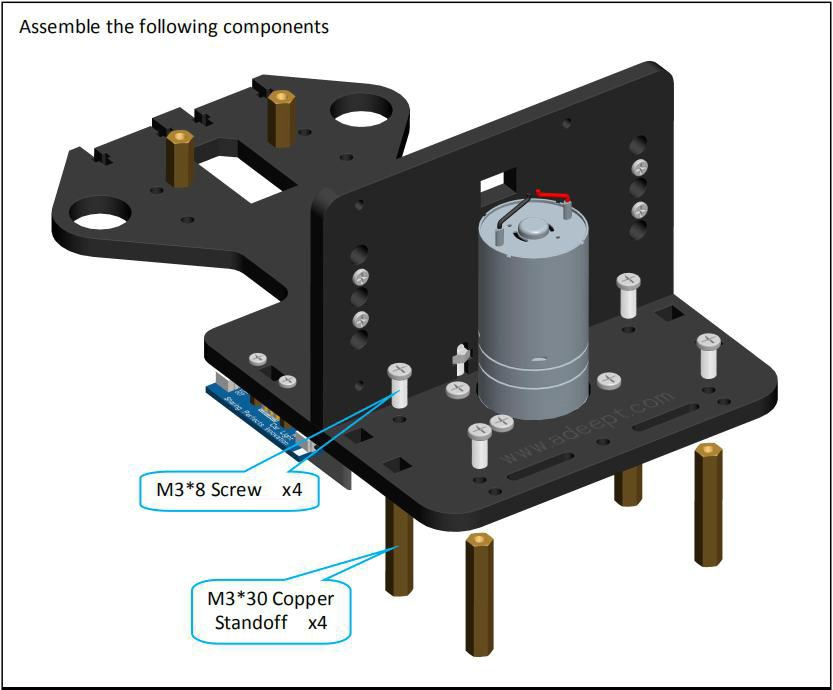 Assemble the following components
www.adeept.com
M3*8 Screw x4
M3*30 Copper
Standoff x4